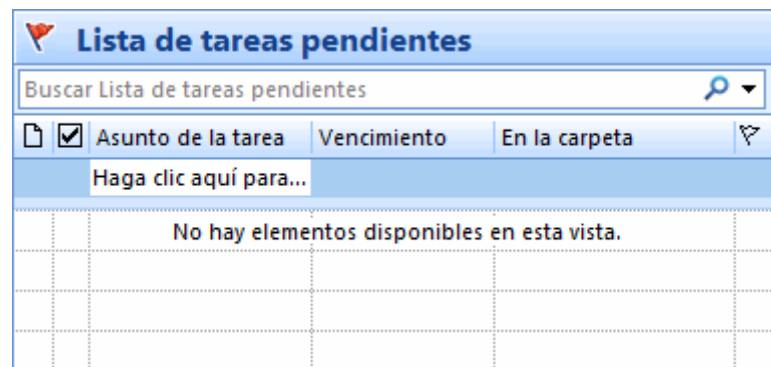 Lista de tareas pendientes
Buscar Lista de tareas pendientes
Asunto de la tarea Vencimiento En la carpeta
Haga clic aquí para...
No hay elementos disponibles en esta vista.